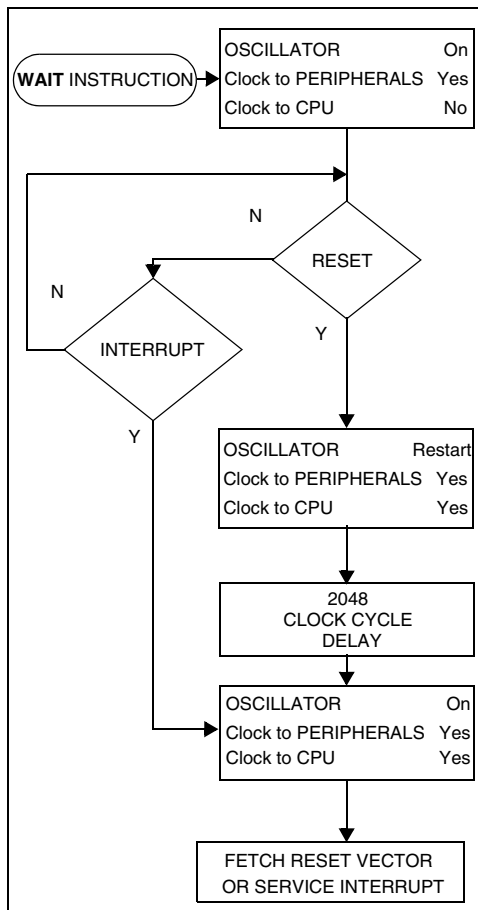 WAIT INSTRUCTION
OSCILLATOR On
Clock to PERIPHERALS Yes
Clock to CPU No
N
RESET
N
INTERRUPT
Y
Y
OSCILLATOR Restart
Clock to PERIPHERALS Yes
Clock to CPU Yes
2048
CLOCK CYCLE
DELAY
OSCILLATOR On
Clock to PERIPHERALS Yes
Clock to CPU Yes
FETCH RESET VECTOR
OR SERVICE INTERRUPT